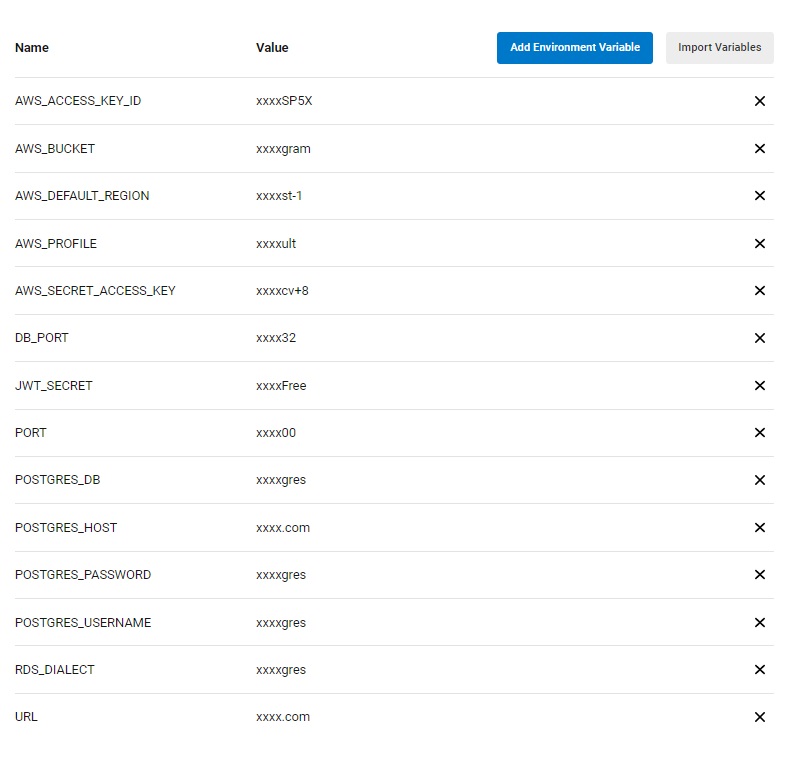 Name Value Add Environment Variable Import Variables
AWS_ACCESS_KEY_ID xxxxSP5X
AWS_BUCKET xxxxgram
AWS_DEFAULT_REGION xxxxst-1
AWS_PROFILE xxxxult
AWS_SECRET_ACCESS_KEY xxxxcv+8
DB_PORT xxxx32
JWT_SECRET xxxxFree
PORT xxxx00
POSTGRES_DB xxxxgres
POSTGRES_HOST xxxx.com
POSTGRES_PASSWORD xxxxgres
POSTGRES_USERNAME xxxxgres
RDS_DIALECT xxxxgres
URL xxxx.com